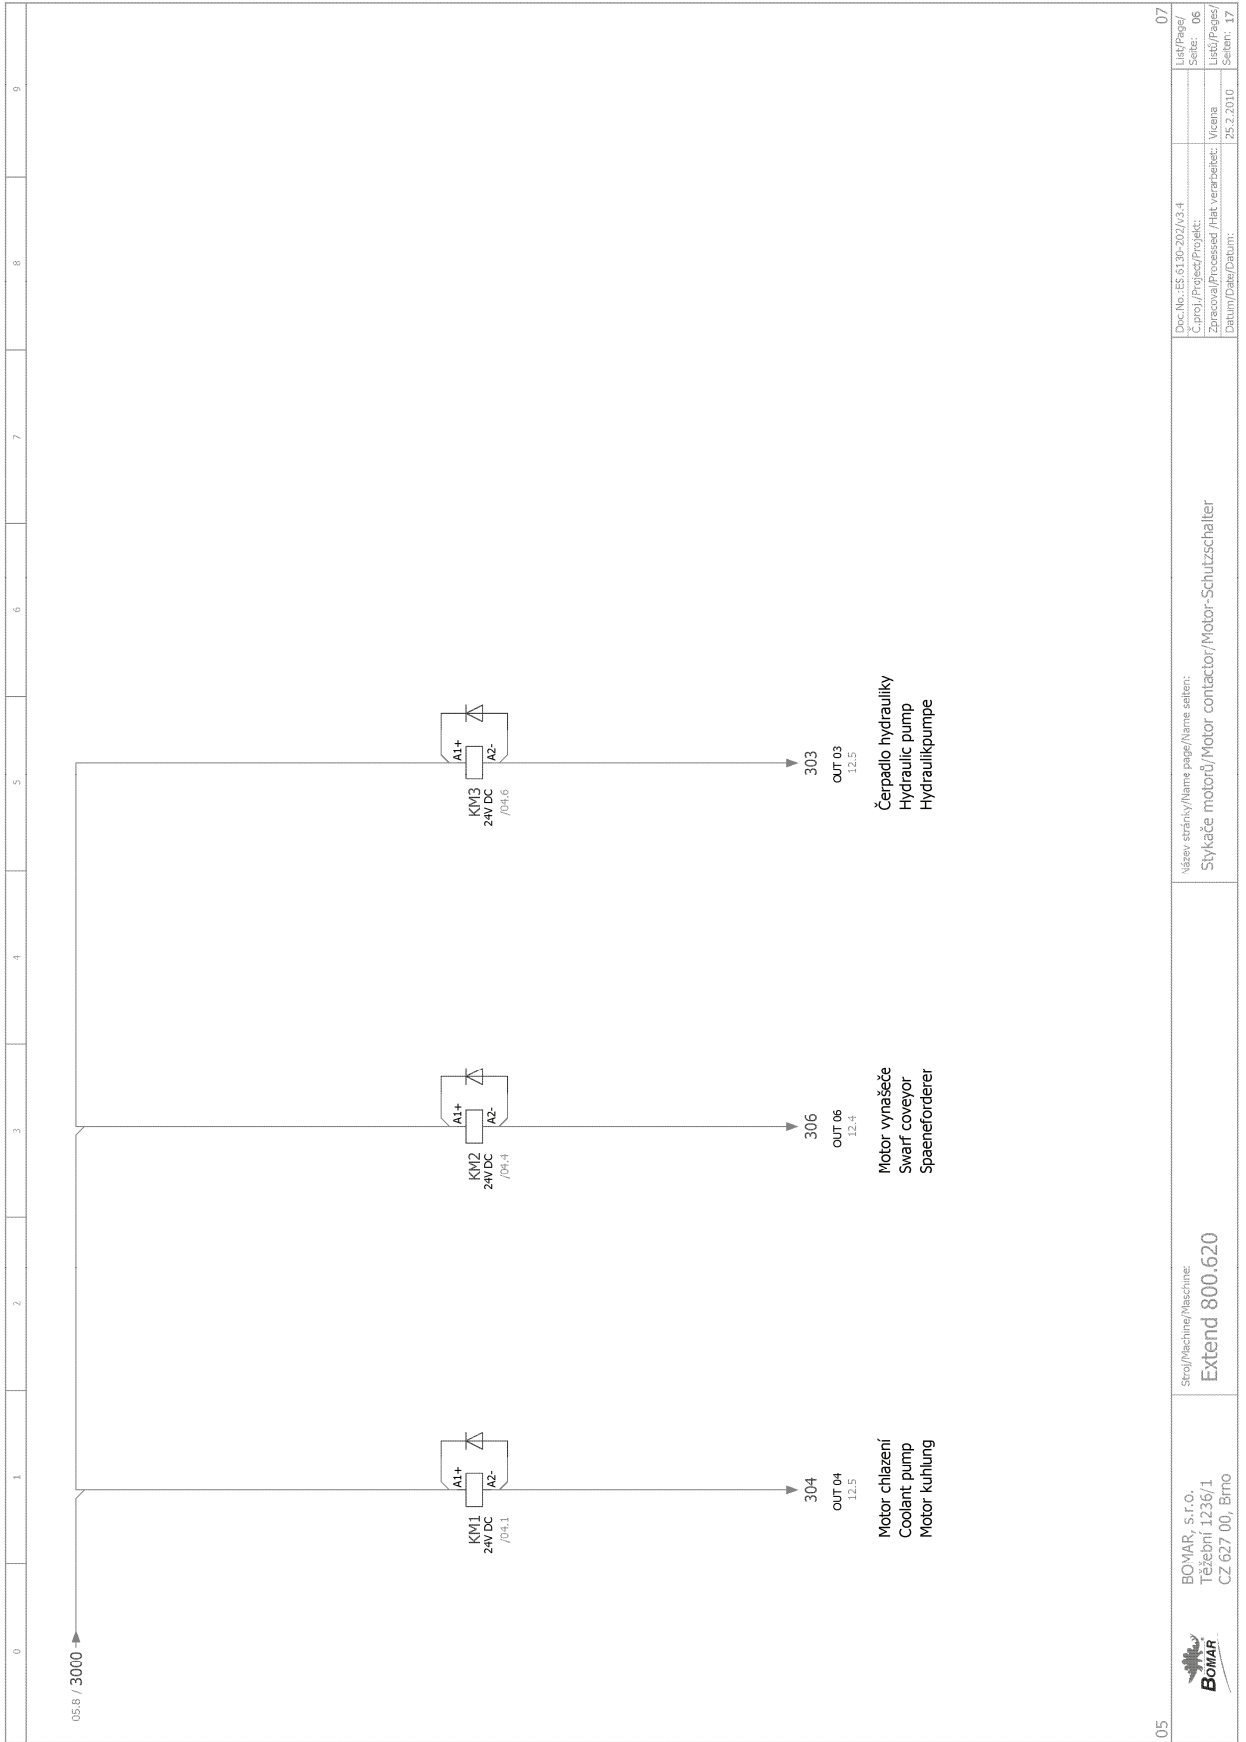 0
1
2
3
4
5
6
7
8
9
05.8 / 3000
A1+
KM1
24V DC
A2-
/04.1
A1+
KM2
24V DC
A2-
/04.4
A1+
KM3
24V DC
A2-
/04.6
304
OUT 04
12.5
306
OUT 06
12.4
303
OUT 03
12.5
Motor chlazení
Coolant pump
Motor kuhlung
Motor vynašeče
Swarf coveyor
Spaeneforderer
Čerpadlo hydrauliky
Hydraulic pump
Hydraulikpumpe
05
07
BOMAR
BOMAR, s.r.o.
Těžební 1236/1
CZ 627 00, Brno
Stroj/Machine/Maschine:
Extend 800.620
Název stránky/Name page/Name seiten:
Stykače motorů/Motor contactor/Motor-Schutzschalter
Doc.No.:ES.6130-202/v3.4
Č.proj./Project/Projekt:
Zpracoval/Processed /Hat verarbeitet: Vicena
Datum/Date/Datum: 25.2.2010
List/Page/
Seite: 06
Listů/Pages/
Seiten: 17